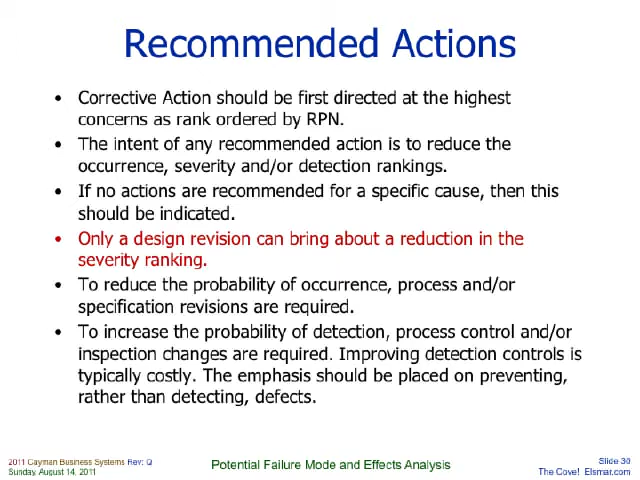 Recommended Actions
• Corrective Action should be first directed at the highest
concerns as rank ordered by RPN.
• The intent of any recommended action is to reduce the
occurrence, severity and/or detection rankings.
• If no actions are recommended for a specific cause, then this
should be indicated.
• Only a design revision can bring about a reduction in the
severity ranking.
• To reduce the probability of occurrence, process and/or
specification revisions are required.
• To increase the probability of detection, process control and/or
inspection changes are required. Improving detection controls is
typically costly. The emphasis should be placed on preventing,
rather than detecting, defects.
2011 Cayman Business Systems Rev: Q
Sunday, August 14, 2011
Potential Failure Mode and Effects Analysis
Slide 30
The Cove! Elsmar.com